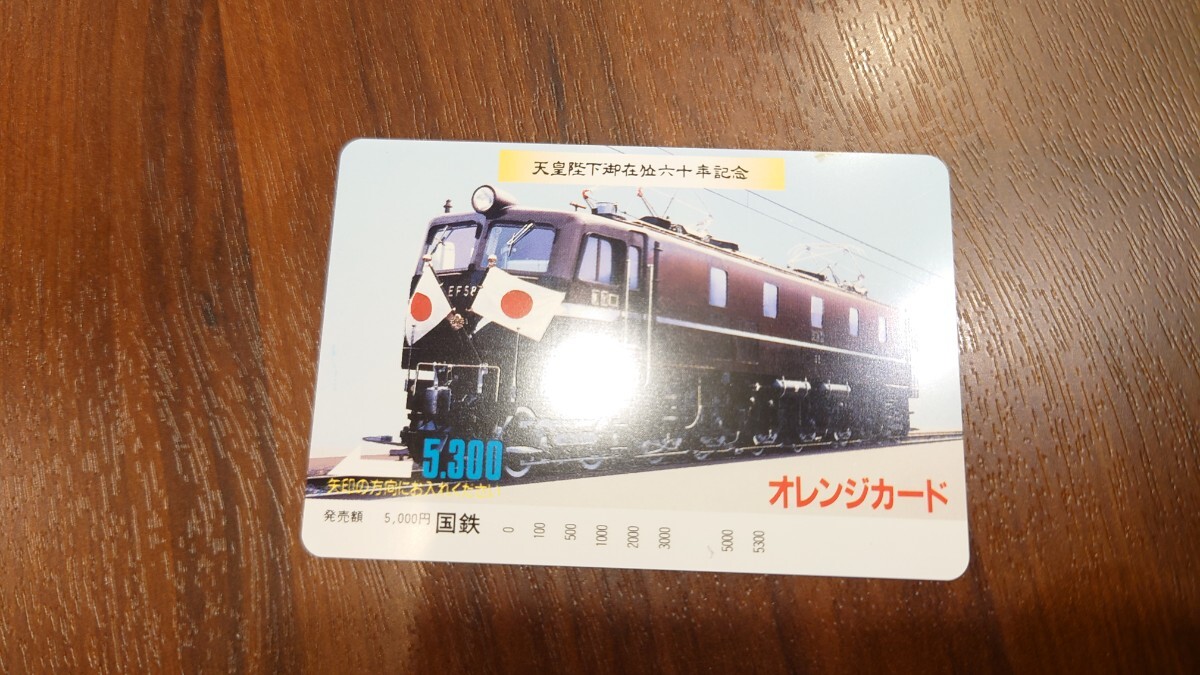 天皇陛下御在位六十年記念
EF58
5.300
矢印の方向にお入れください
オレンジカード
発売額 5,000円 国鉄
0 100 500 1000 2000 3000 5000 5300